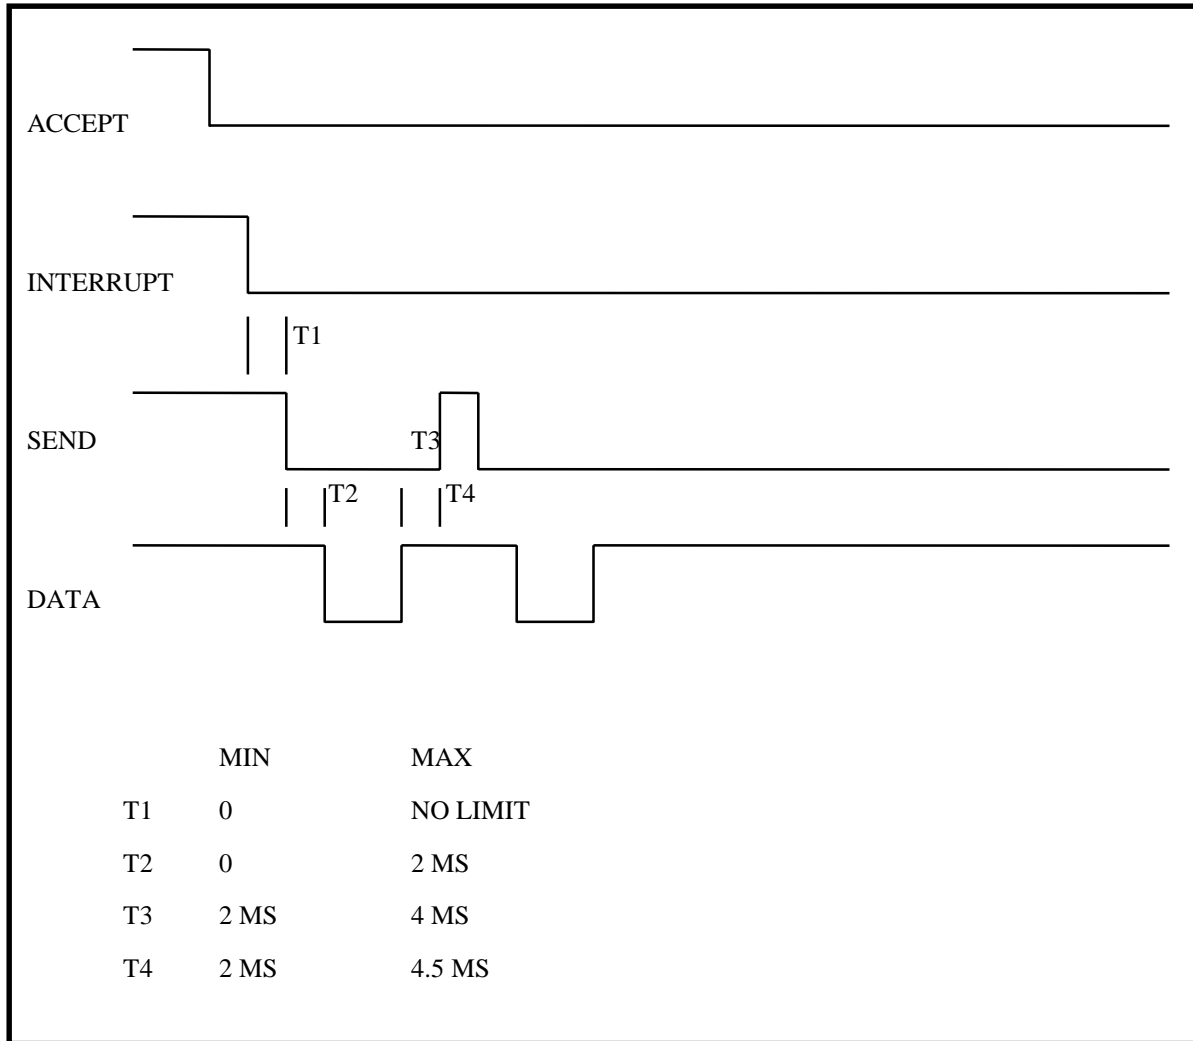 ACCEPT
INTERRUPT
T1
SEND
T3
T2
T4
DATA
MIN MAX
T1 0 NO LIMIT
T2 0 2 MS
T3 2 MS 4 MS
T4 2 MS 4.5 MS